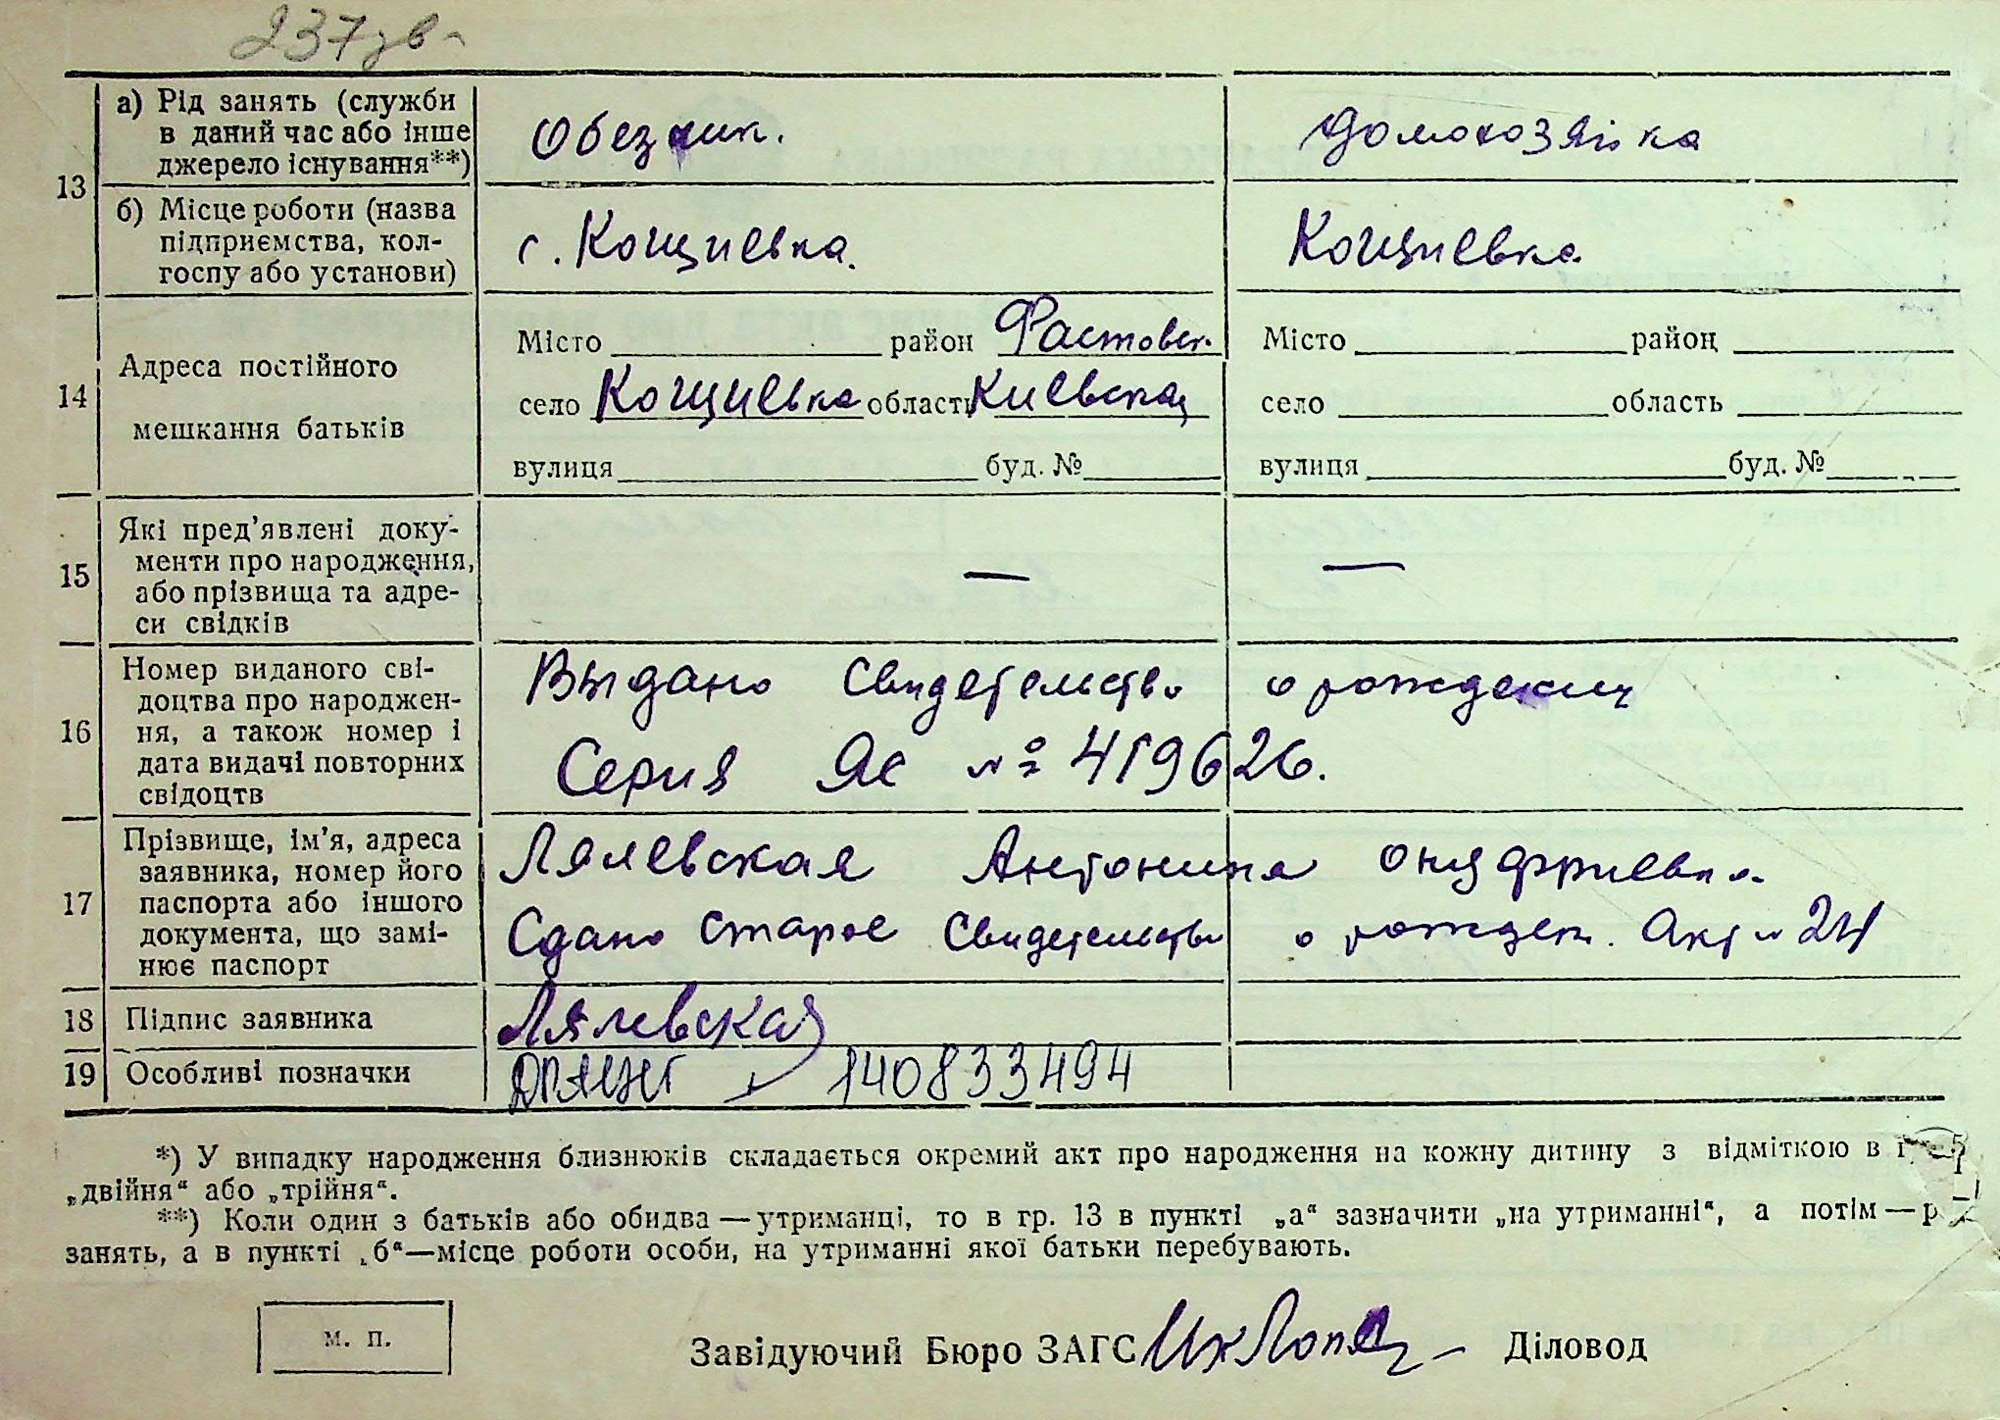 237 зв
13 а) Рід занять (служби в даний час або інше джерело існування**) Обездчик. домохозяйка
б) Місце роботи (назва підприємства, колгоспу або установи) с. Кощиевка. Кощиевка
14 Адреса постійного мешкання батьків
Місто район Фастовск. Місто район
село Кощиевка область Киевская село область
вулиця буд. № вулиця буд. №
15 Які пред'явлені документи про народження, або прізвища та адреси свідків — —
16 Номер виданого свідоцтва про народження, а також номер і дата видачі повторних свідоцтв
Выдано свидетельство о рождении
Серия ЯЄ № 419626.
17 Прізвище, ім'я, адреса заявника, номер його паспорта або іншого документа, що замінює паспорт
Лялевская Антонина Онуфриевна
Сдано старое свидетельство о рожден. Акт № 24
18 Підпис заявника Лялевская
19 Особливі позначки 140833494
*) У випадку народження близнюків складається окремий акт про народження на кожну дитину з відміткою в
„двійня“ або „трійня“.
**) Коли один з батьків або обидва — утриманці, то в гр. 13 в пункті „а“ зазначити „на утриманні“, а потім — р
занять, а в пункті „б“—місце роботи особи, на утриманні якої батьки перебувають.
м. п.
Завідуючий Бюро ЗАГС Діловод